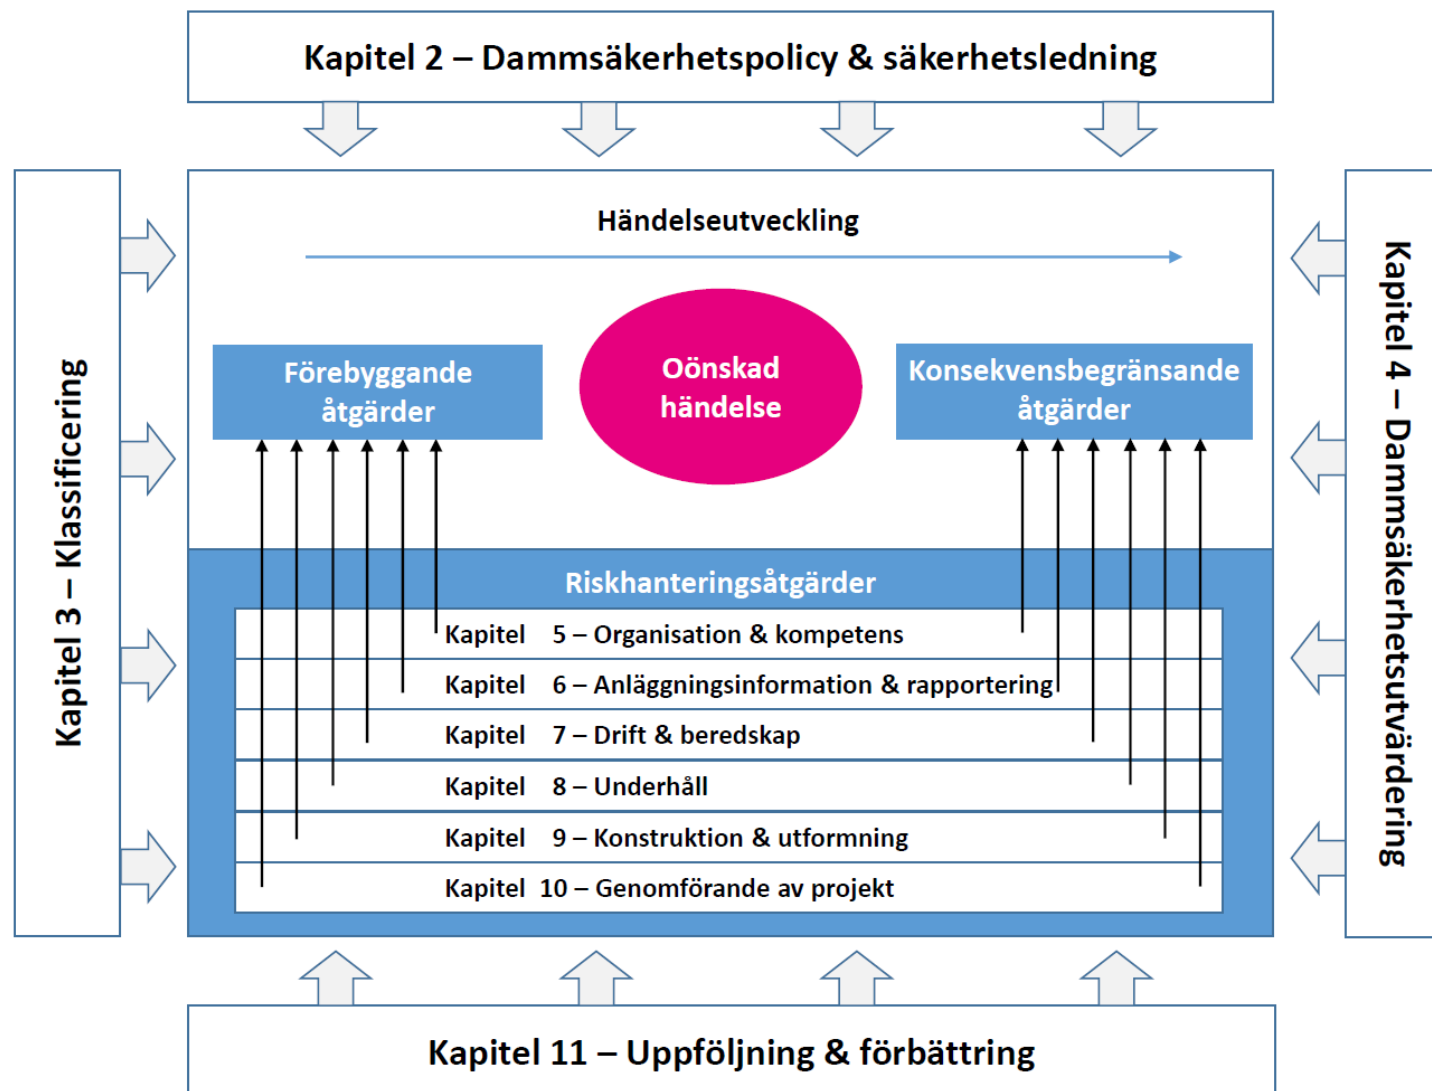 Kapitel 2 – Dammsäkerhetspolicy & säkerhetsledning
Kapitel 3 – Klassificering
Händelseutveckling
Förebyggande
åtgärder
Oönskad
händelse
Konsekvensbegränsande
åtgärder
Riskhanteringsåtgärder
Kapitel 5 – Organisation & kompetens
Kapitel 6 – Anläggningsinformation & rapportering
Kapitel 7 – Drift & beredskap
Kapitel 8 – Underhåll
Kapitel 9 – Konstruktion & utformning
Kapitel 10 – Genomförande av projekt
Kapitel 4 – Dammsäkerhetsutvärdering
Kapitel 11 – Uppföljning & förbättring